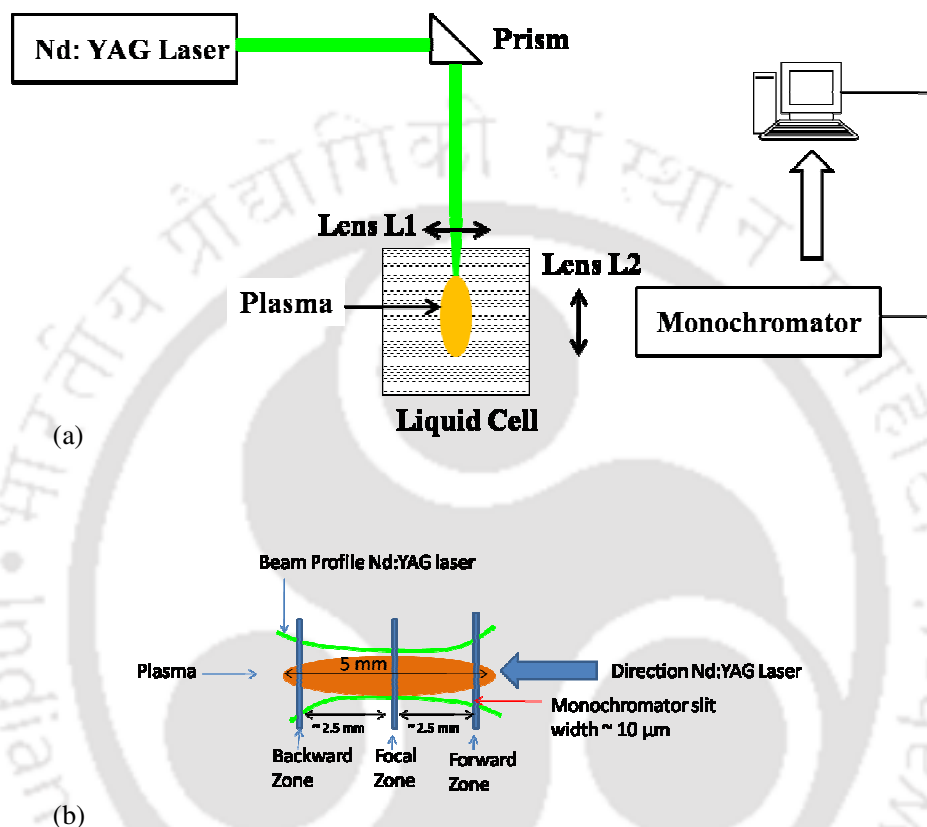 Nd: YAG Laser
Prism
Lens L1
Lens L2
Plasma
Monochromator
Liquid Cell
(a)
Beam Profile Nd:YAG laser
5 mm
Plasma
Direction Nd:YAG Laser
Monochromator slit
width ~ 10 µm
~ 2.5 mm
~ 2.5 mm
Backward
Zone
Focal
Zone
Forward
Zone
(b)
भारतीय प्रौद्योगिकी संस्थान
Indian